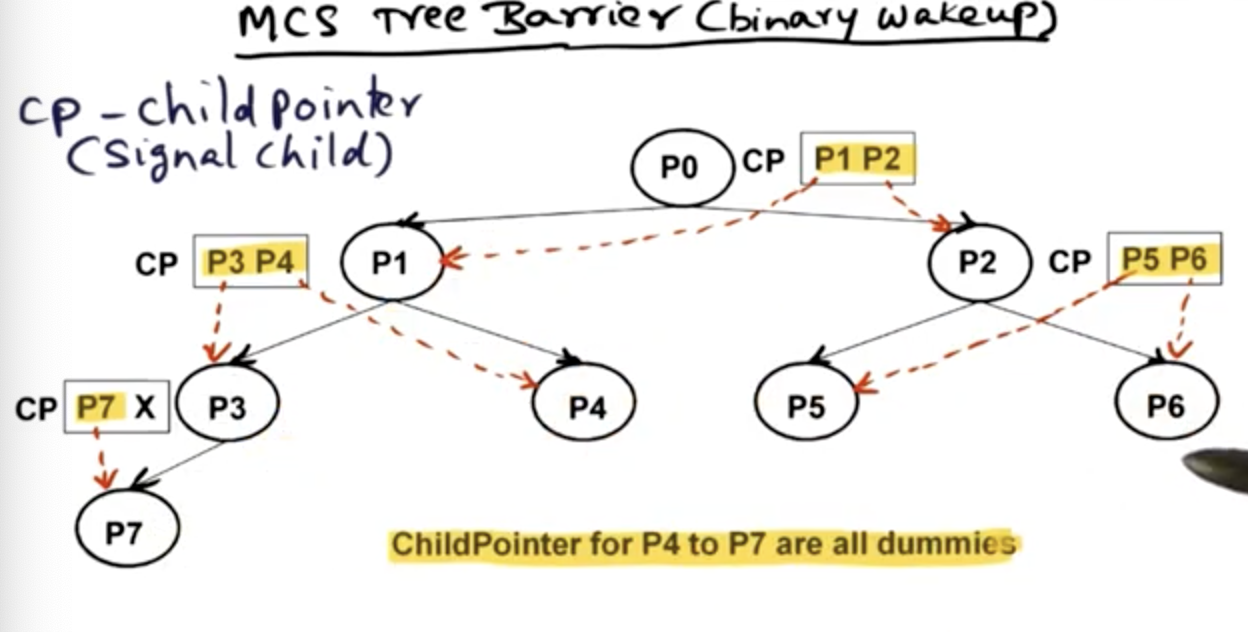 MCS Tree Barrier (binary wakeup)
CP - Child pointer
(Signal child)
P0 CP P1 P2
CP P3 P4 P1 P2 CP P5 P6
CP P7 X P3 P4 P5 P6
P7
ChildPointer for P4 to P7 are all dummies